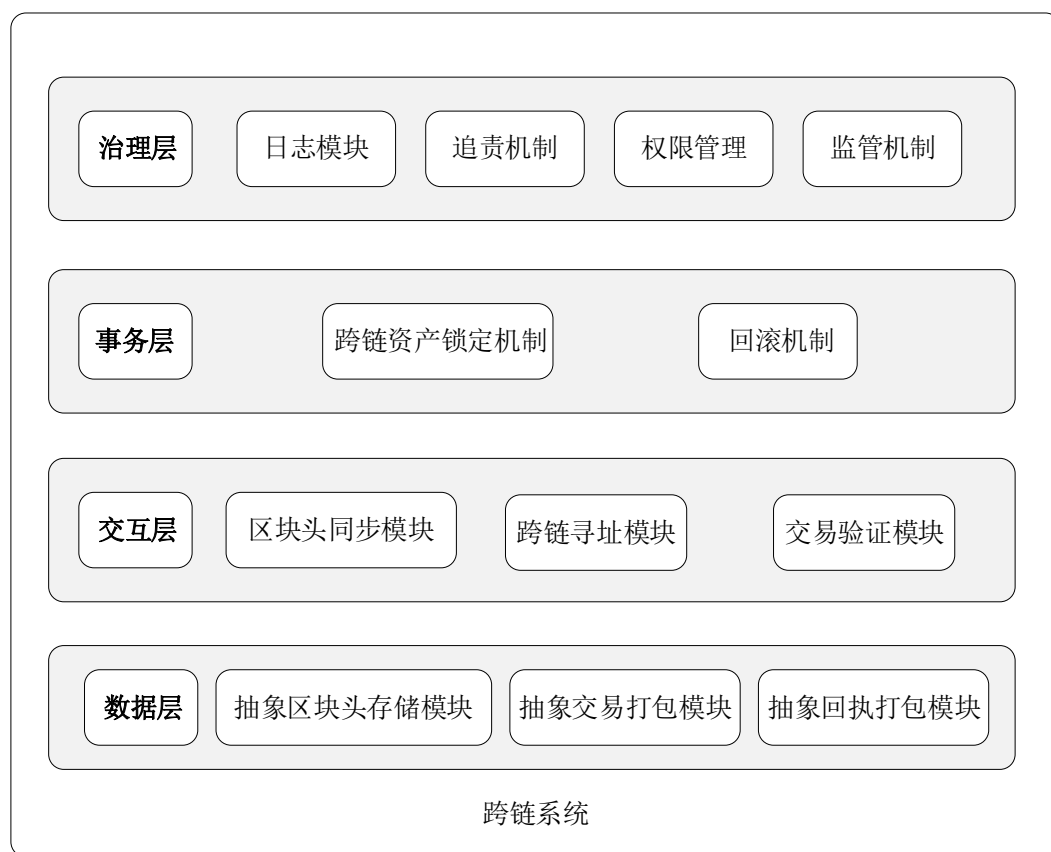 治理层
日志模块
追责机制
权限管理
监管机制
事务层
跨链资产锁定机制
回滚机制
交互层
区块头同步模块
跨链寻址模块
交易验证模块
数据层
抽象区块头存储模块
抽象交易打包模块
抽象回执打包模块
跨链系统